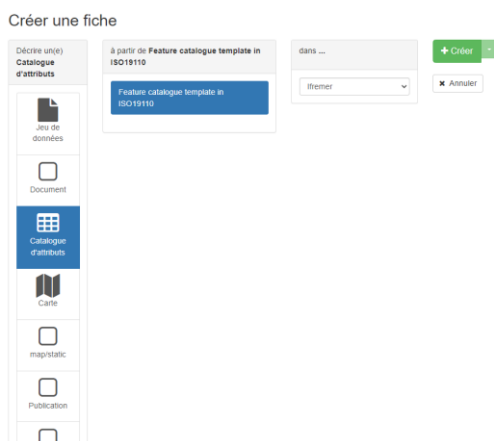 Créer une fiche
Décrire un(e)
Catalogue
d'attributs
Jeu de
données
Document
Catalogue
d'attributs
Carte
map/static
Publication
à partir de Feature catalogue template in
ISO19110
Feature catalogue template in
ISO19110
dans ...
Ifremer
+ Créer
✖ Annuler